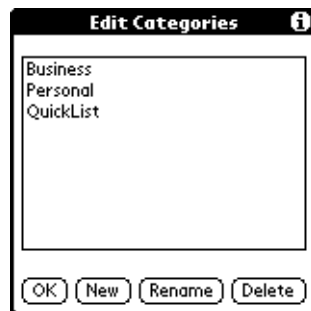 Edit Categories i
Business
Personal
QuickList
OK New Rename Delete